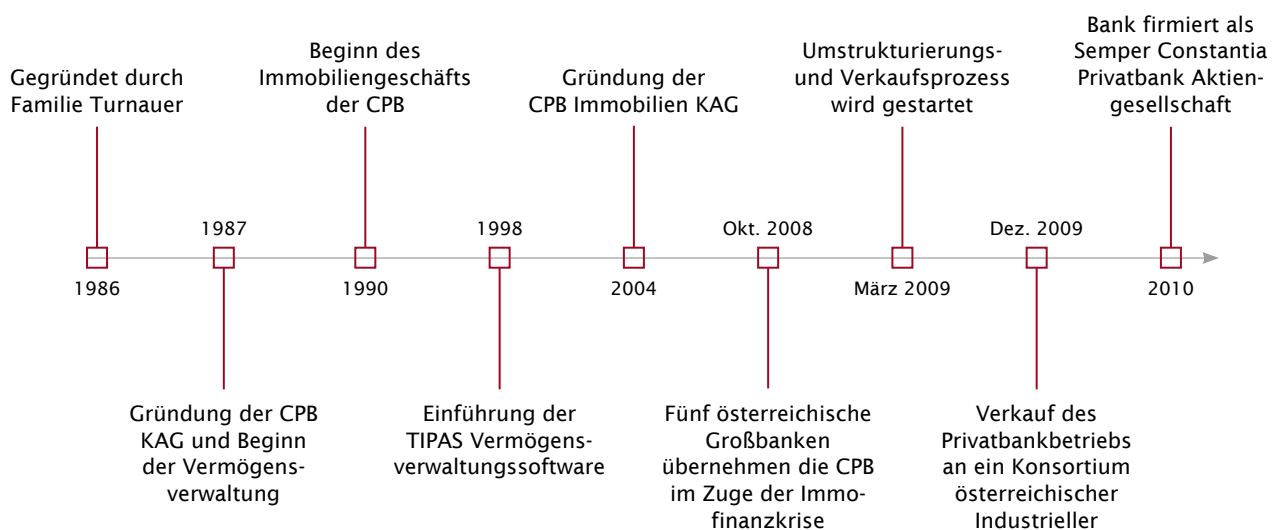 Gegründet durch
Familie Turnauer
1986
1987
Gründung der CPB
KAG und Beginn
der Vermögens-
verwaltung
Beginn des
Immobiliengeschäfts
der CPB
1990
1998
Einführung der
TIPAS Vermögens-
verwaltungssoftware
Gründung der
CPB Immobilien KAG
2004
Okt. 2008
Fünf österreichische
Großbanken
übernehmen die CPB
im Zuge der Immo-
finanzkrise
Umstrukturierungs-
und Verkaufsprozess
wird gestartet
März 2009
Dez. 2009
Verkauf des
Privatbankbetriebs
an ein Konsortium
österreichischer
Industrieller
Bank firmiert als
Semper Constantia
Privatbank Aktien-
gesellschaft
2010